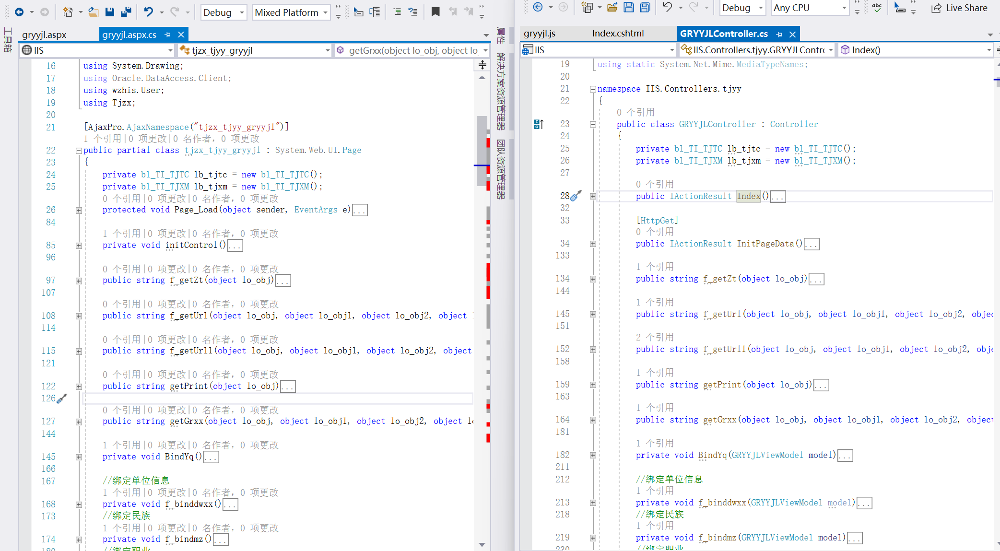 Debug
Mixed Platform
工具箱
gryyjl.aspx
gryyjl.aspx.cs
IIS
tjzx_tjyy_gryyjl
getGrxx(object lo_obj, object lo_
16 using System.Drawing;
17 using Oracle.DataAccess.Client;
18 using wzhis.User;
19 using Tjzx;
20
21 [AjaxPro.AjaxNamespace("tjzx_tjyy_gryyjl")]
1 个引用|0 项更改|0 名作者, 0 项更改
22 public partial class tjzx_tjyy_gryyjl : System.Web.UI.Page
23 {
24 private bl_TI_TJTC lb_tjtc = new bl_TI_TJTC();
25 private bl_TI_TJXM lb_tjxm = new bl_TI_TJXM();
0 个引用|0 项更改|0 名作者, 0 项更改
26 protected void Page_Load(object sender, EventArgs e)...
84
1 个引用|0 项更改|0 名作者, 0 项更改
85 private void initControl()...
96
0 个引用|0 项更改|0 名作者, 0 项更改
97 public string f_getZt(object lo_obj)...
107
0 个引用|0 项更改|0 名作者, 0 项更改
108 public string f_getUrl(object lo_obj, object lo_obj1, object lo_obj2, object
114
0 个引用|0 项更改|0 名作者, 0 项更改
115 public string f_getUrl1(object lo_obj, object lo_obj1, object lo_obj2, object
121
0 个引用|0 项更改|0 名作者, 0 项更改
122 public string getPrint(object lo_obj)...
126
0 个引用|0 项更改|0 名作者, 0 项更改
127 public string getGrxx(object lo_obj, object lo_obj1, object lo_obj2, object lo
144
1 个引用|0 项更改|0 名作者, 0 项更改
145 private void BindYq()...
166
167 //绑定单位信息
1 个引用|0 项更改|0 名作者, 0 项更改
168 private void f_binddwxx()...
173 //绑定民族
1 个引用|0 项更改|0 名作者, 0 项更改
174 private void f_bindmz()...
180 //绑定职业
属性
解决方案资源管理器
团队资源管理器
Debug
Any CPU
abc
Live Share
gryyjl.js
Index.cshtml
GRYYJLController.cs
IIS
IIS.Controllers.tjyy.GRYYJLContr
Index()
19 using static System.Net.Mime.MediaTypeNames;
20
21 namespace IIS.Controllers.tjyy
22 {
0 个引用
23 public class GRYYJLController : Controller
24 {
25 private bl_TI_TJTC lb_tjtc = new bl_TI_TJTC();
26 private bl_TI_TJXM lb_tjxm = new bl_TI_TJXM();
27
0 个引用
28 public IActionResult Index()...
32
33 [HttpGet]
0 个引用
34 public IActionResult InitPageData()...
133
1 个引用
134 public string f_getZt(object lo_obj)...
144
1 个引用
145 public string f_getUrl(object lo_obj, object lo_obj1, object lo_obj2, objec
151
2 个引用
152 public string f_getUrl1(object lo_obj, object lo_obj1, object lo_obj2, obje
158
1 个引用
159 public string getPrint(object lo_obj)...
163
1 个引用
164 public string getGrxx(object lo_obj, object lo_obj1, object lo_obj2, object
181
1 个引用
182 private void BindYq(GRYYJLViewModel model)...
211
212 //绑定单位信息
1 个引用
213 private void f_binddwxx(GRYYJLViewModel model)...
218 //绑定民族
1 个引用
219 private void f_bindmz(GRYYJLViewModel model)...
230 //绑定职业